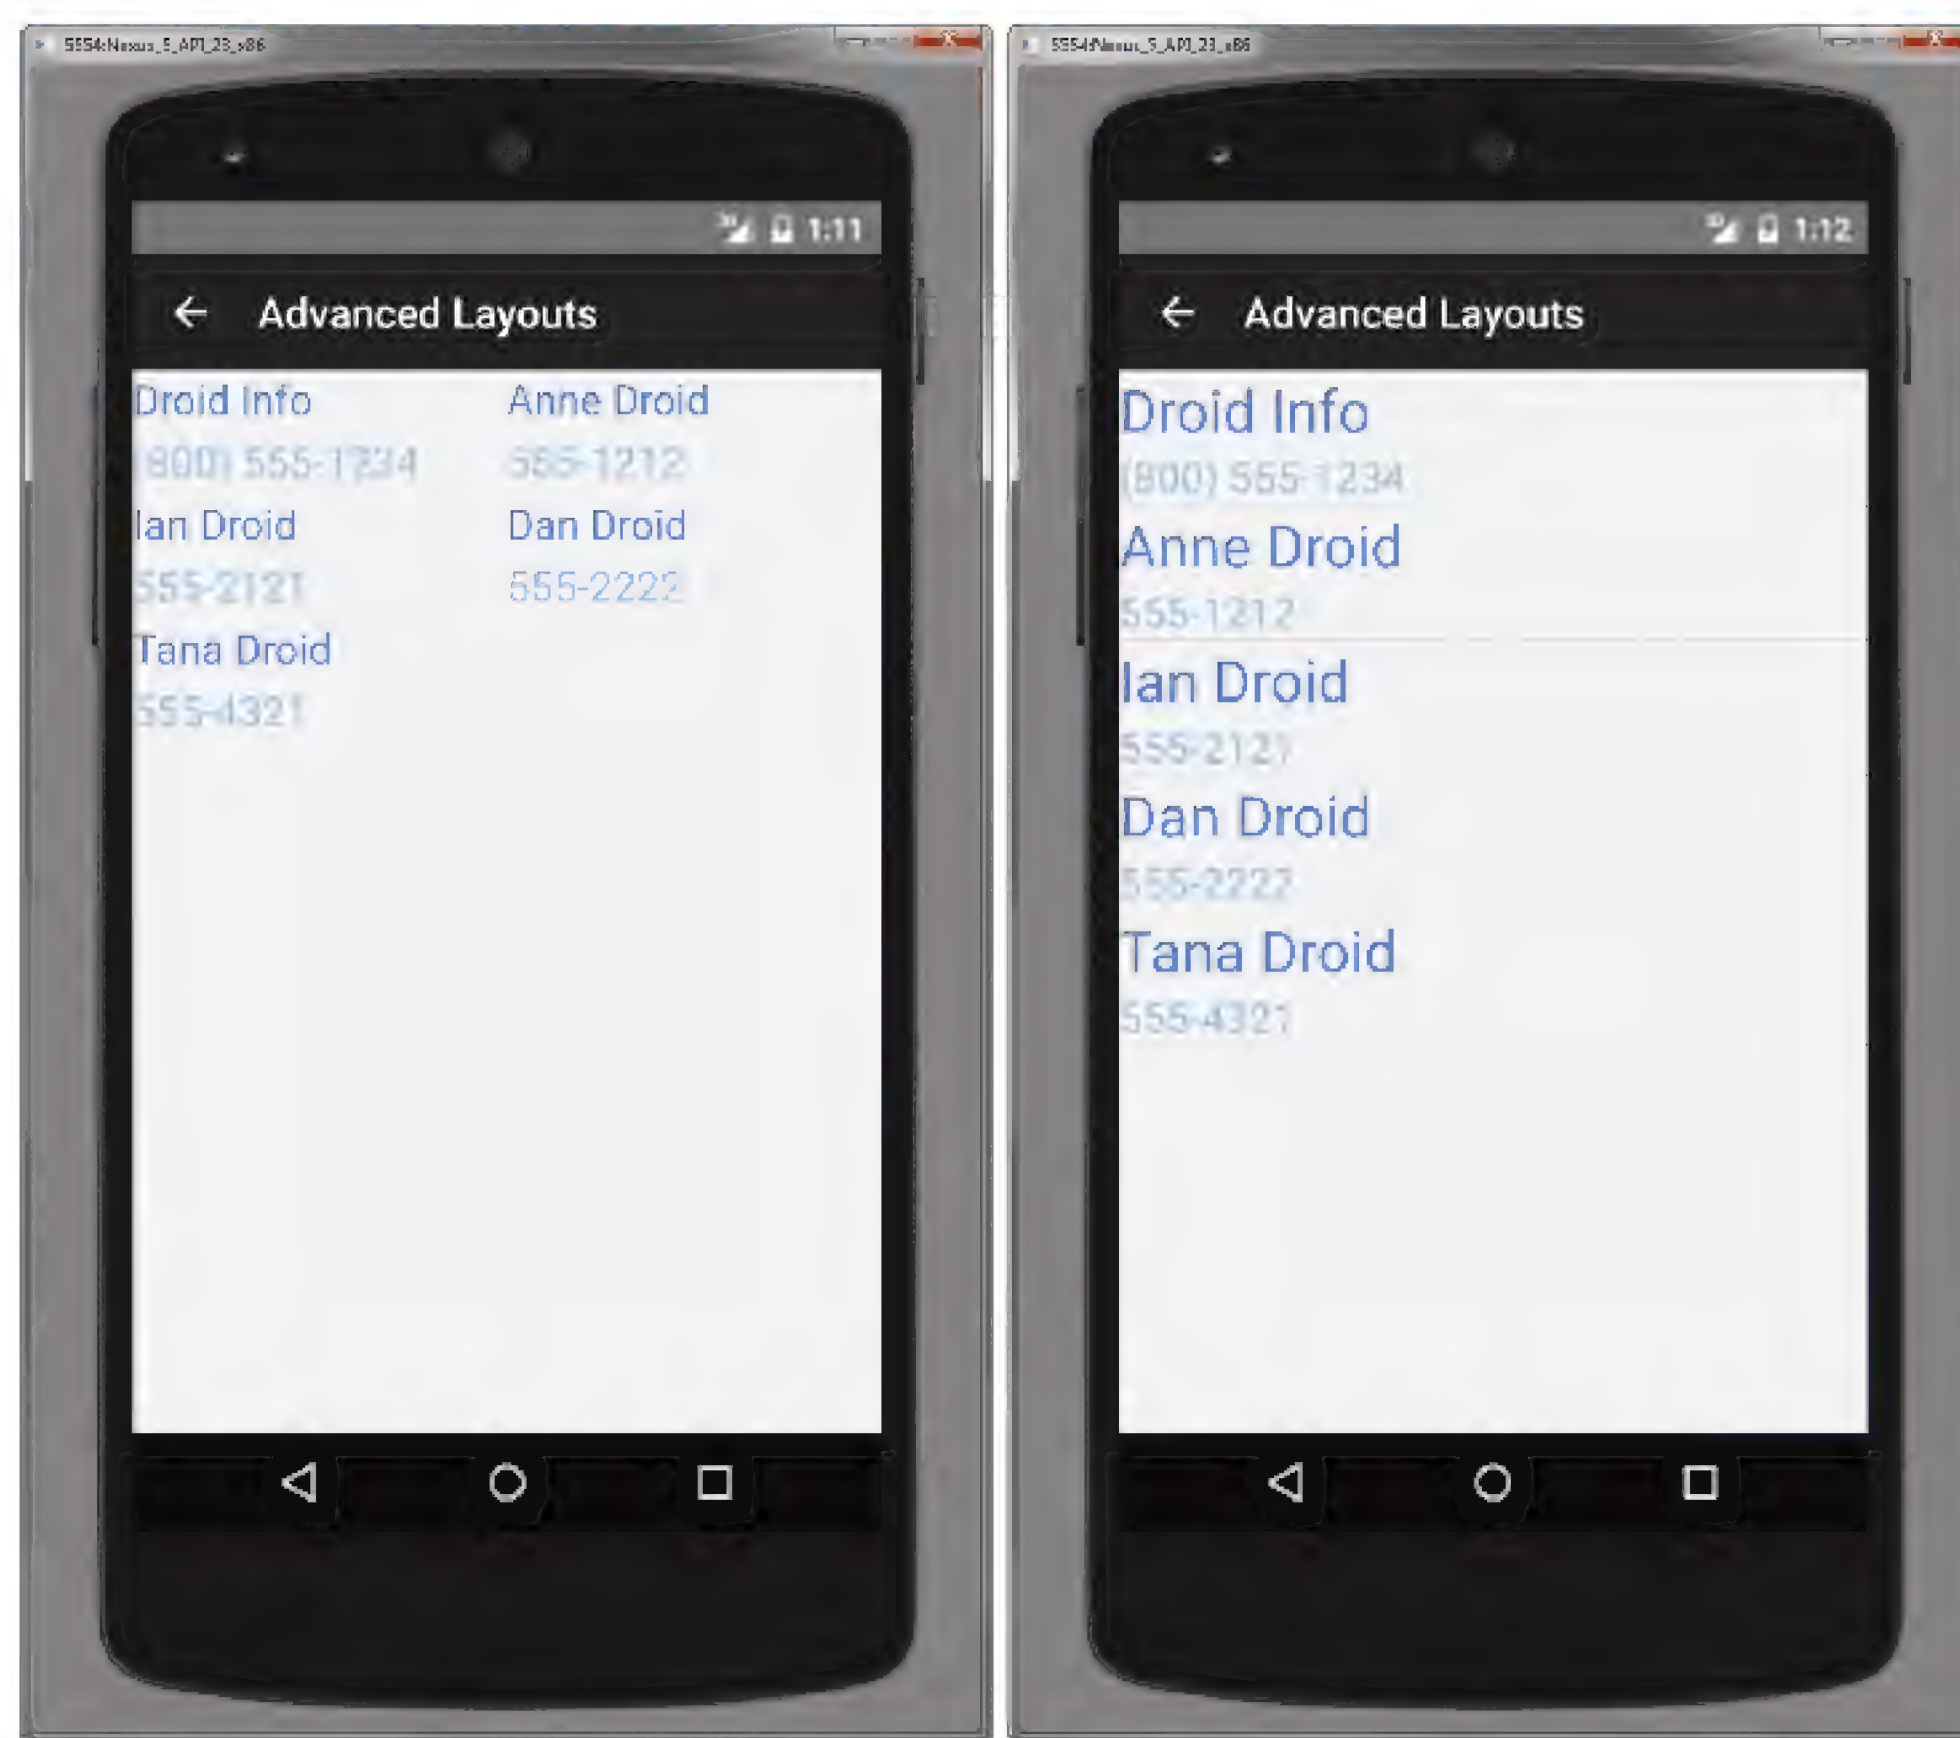 5554:Nexus_5_API_23_x86
1:11
Advanced Layouts
Droid Info Anne Droid
(800) 555-1234 555-1212
Ian Droid Dan Droid
555-2121 555-2222
Tana Droid
555-4321
5554:Nexus_5_API_23_x86
1:12
Advanced Layouts
Droid Info
(800) 555-1234
Anne Droid
555-1212
Ian Droid
555-2121
Dan Droid
555-2222
Tana Droid
555-4321